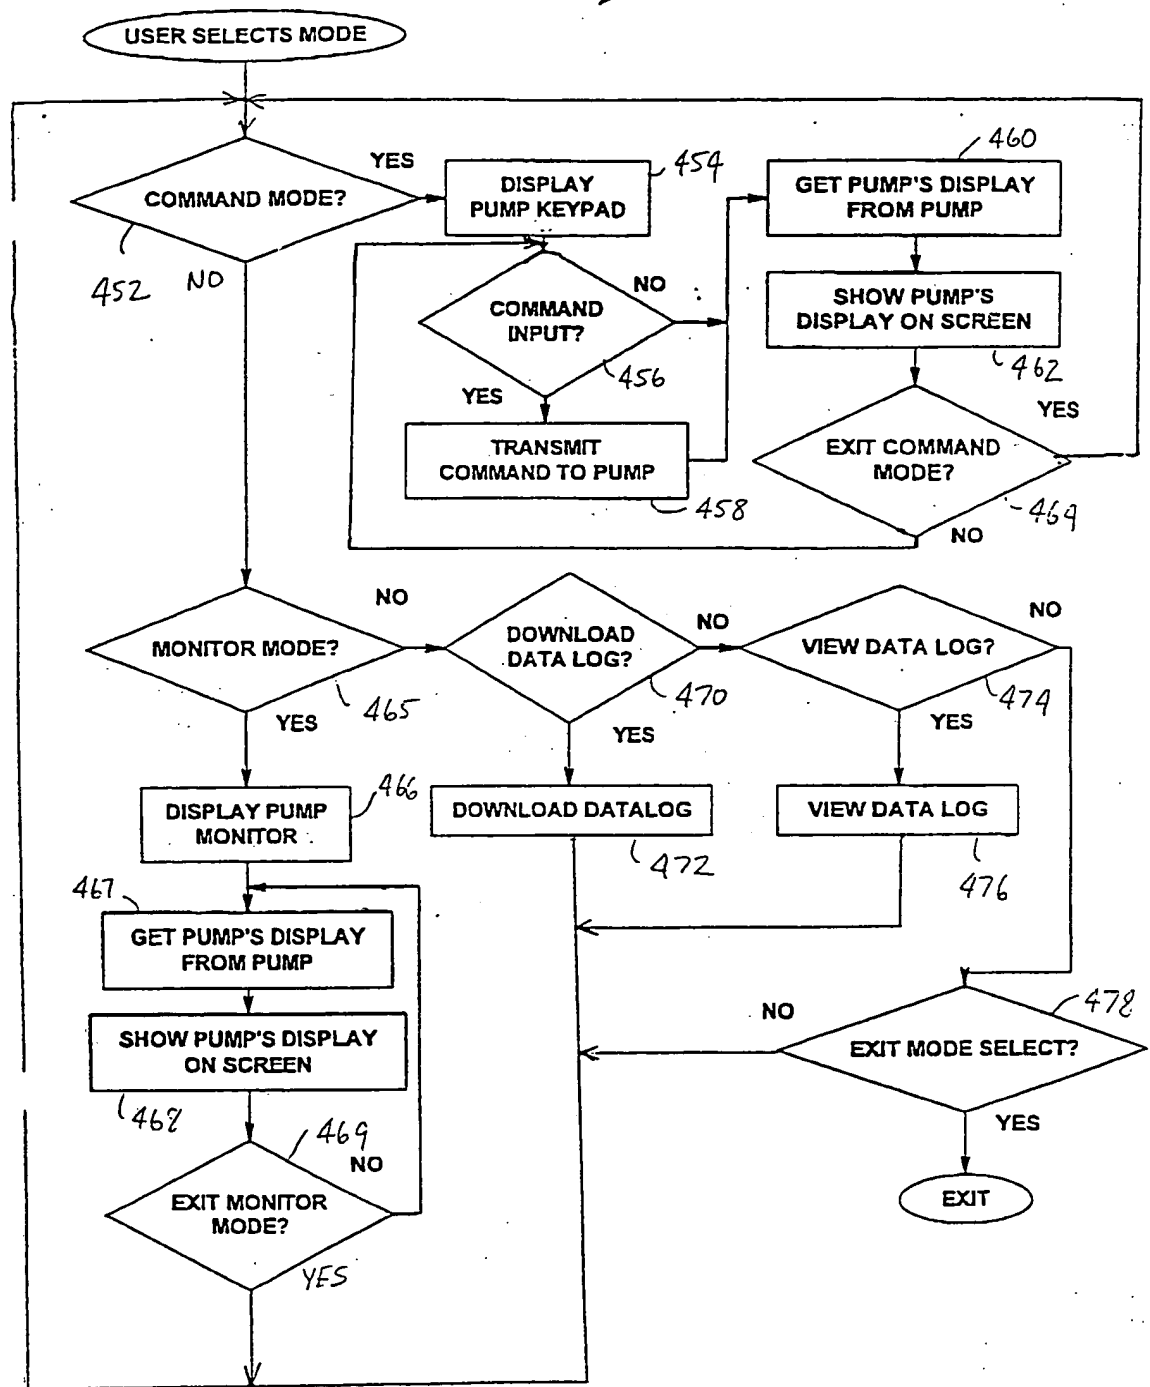 USER SELECTS MODE
COMMAND MODE?
YES
452
NO
DISPLAY
PUMP KEYPAD
454
COMMAND
INPUT?
NO
456
YES
TRANSMIT
COMMAND TO PUMP
458
460
GET PUMP'S DISPLAY
FROM PUMP
SHOW PUMP'S
DISPLAY ON SCREEN
462
EXIT COMMAND
MODE?
YES
464
NO
MONITOR MODE?
NO
465
YES
DOWNLOAD
DATA LOG?
NO
470
YES
VIEW DATA LOG?
NO
474
YES
DISPLAY PUMP
MONITOR
466
DOWNLOAD DATALOG
472
VIEW DATA LOG
476
467
GET PUMP'S DISPLAY
FROM PUMP
SHOW PUMP'S DISPLAY
ON SCREEN
468
469
EXIT MONITOR
MODE?
NO
YES
478
NO
EXIT MODE SELECT?
YES
EXIT